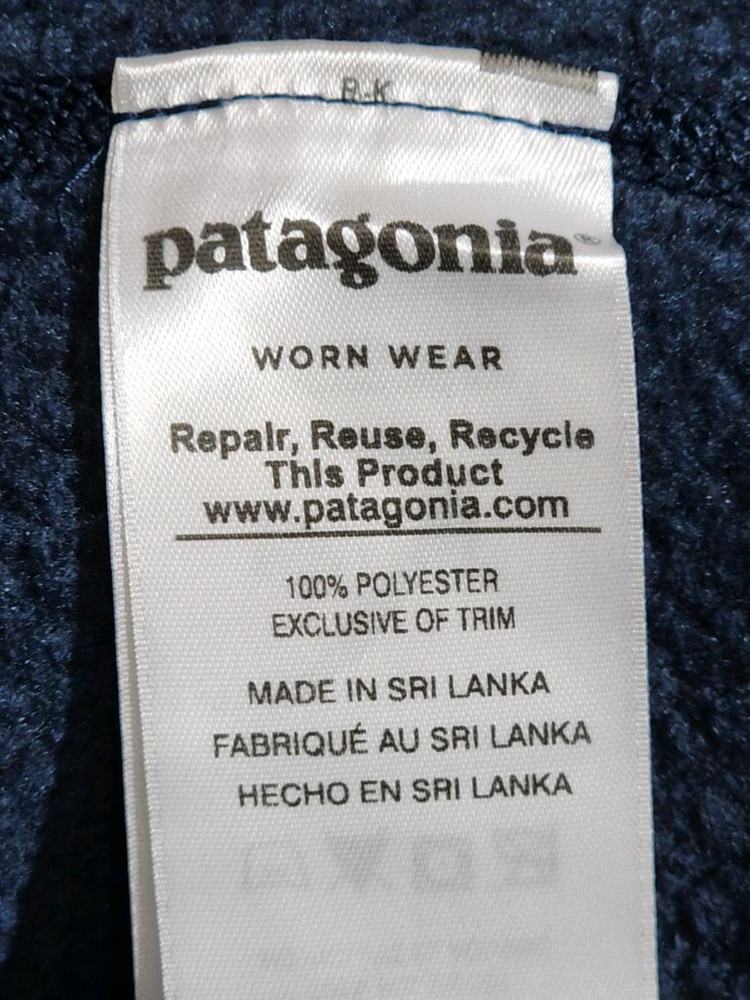 patagonia®
WORN WEAR
Repair, Reuse, Recycle
This Product
www.patagonia.com
100% POLYESTER
EXCLUSIVE OF TRIM
MADE IN SRI LANKA
FABRIQUÉ AU SRI LANKA
HECHO EN SRI LANKA